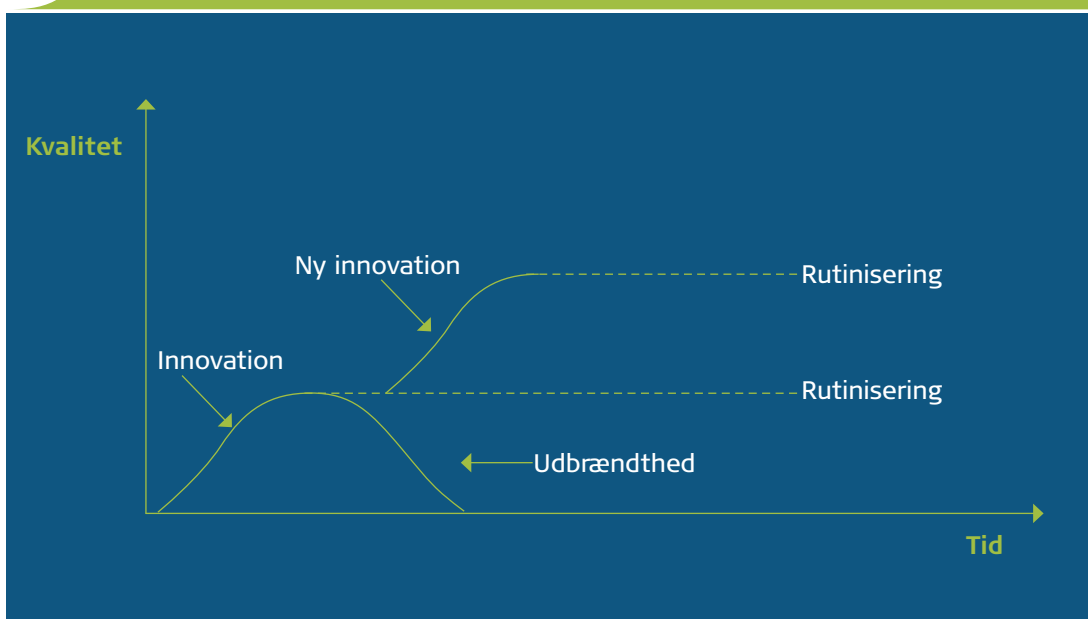 Kvalitet
Ny innovation
Rutinisering
Innovation
Rutinisering
Udbrændthed
Tid